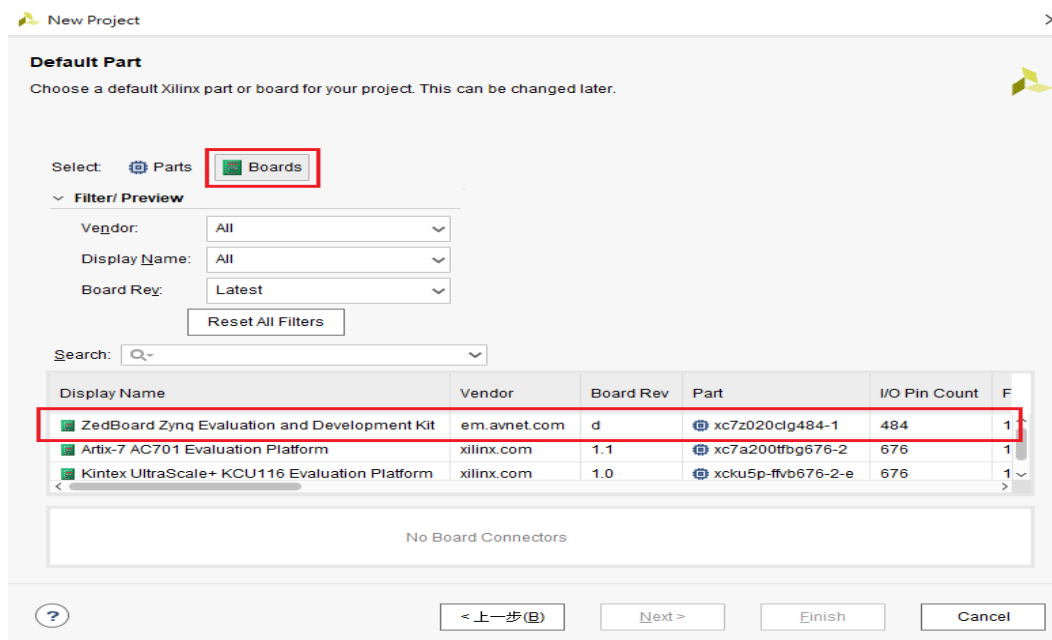 New Project
Default Part
Choose a default Xilinx part or board for your project. This can be changed later.
Select: Parts Boards
Filter/ Preview
Vendor: All
Display Name: All
Board Rev: Latest
Reset All Filters
Search: Q-
Display Name Vendor Board Rev Part I/O Pin Count F
ZedBoard Zynq Evaluation and Development Kit em.avnet.com d xc7z020clg484-1 484 1
Artix-7 AC701 Evaluation Platform xilinx.com 1.1 xc7a200tfbg676-2 676 1
Kintex UltraScale+ KCU116 Evaluation Platform xilinx.com 1.0 xcku5p-ffvb676-2-e 676 1
No Board Connectors
? < 上一步(B) Next > Finish Cancel